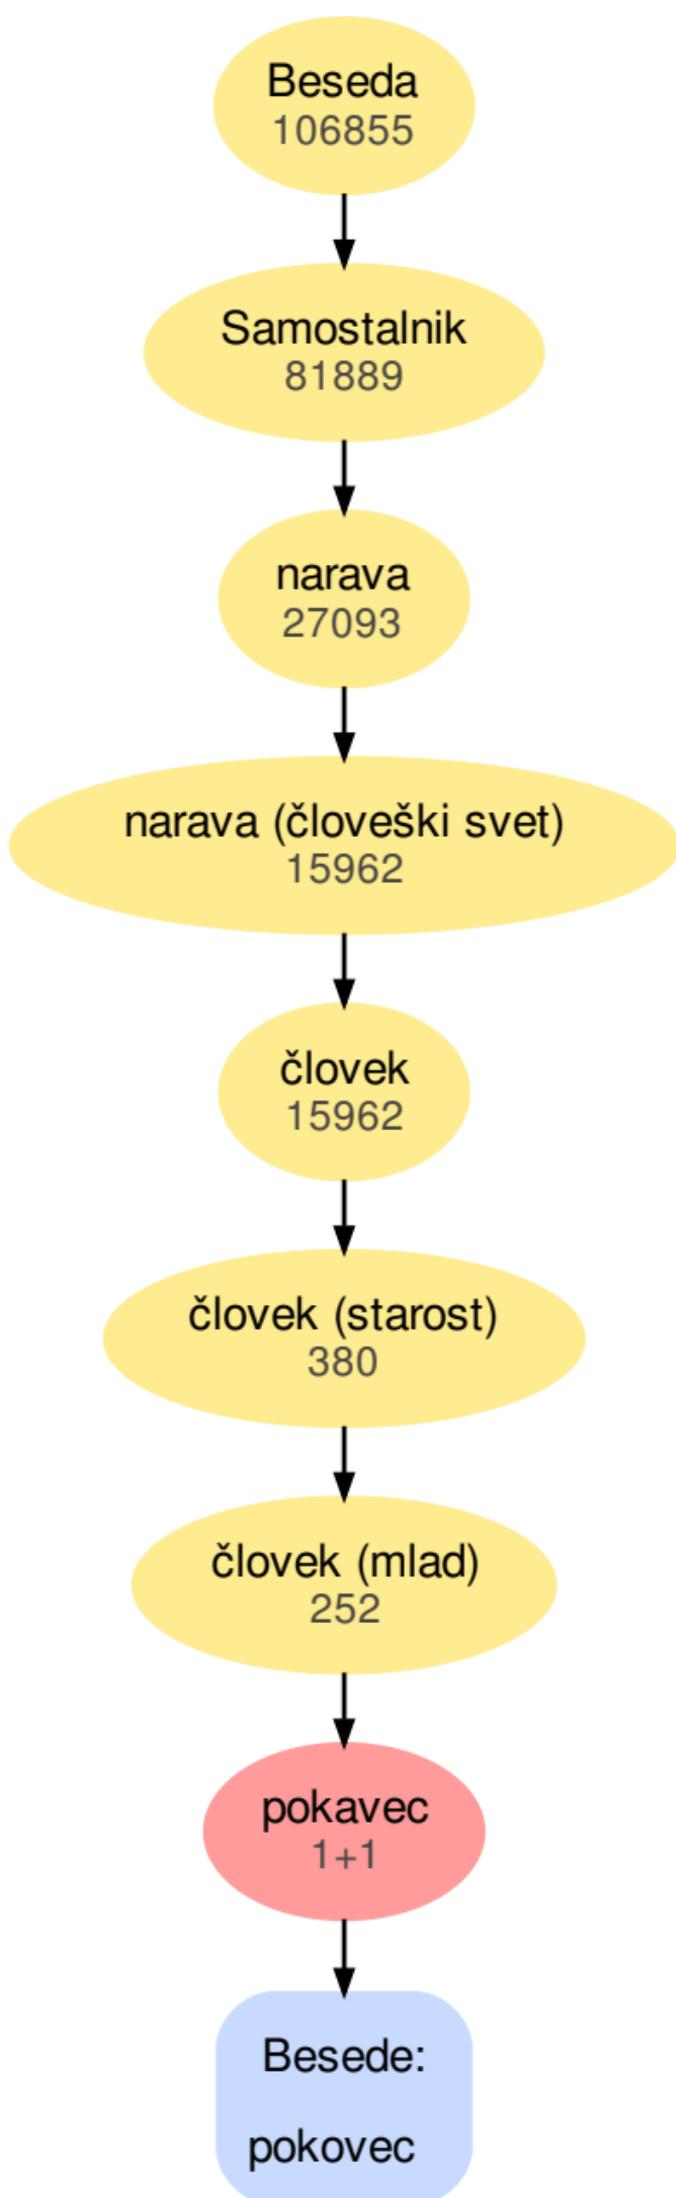 Beseda
106855
Samostalnik
81889
narava
27093
narava (človeški svet)
15962
človek
15962
človek (starost)
380
človek (mlad)
252
pokavec
1+1
Besede:
pokovec